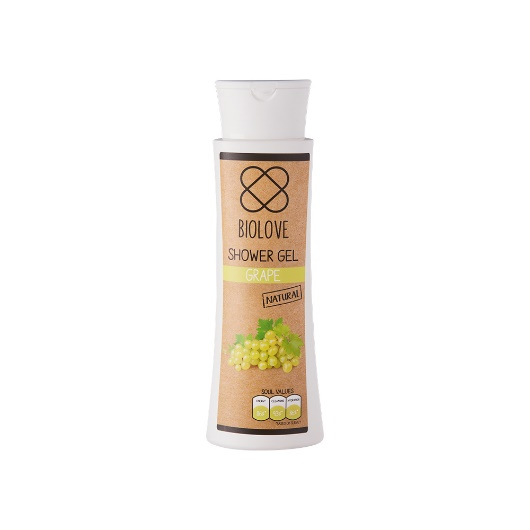 BIOLOVE
SHOWER GEL
GRAPE
NATURAL
SOUL VALUES